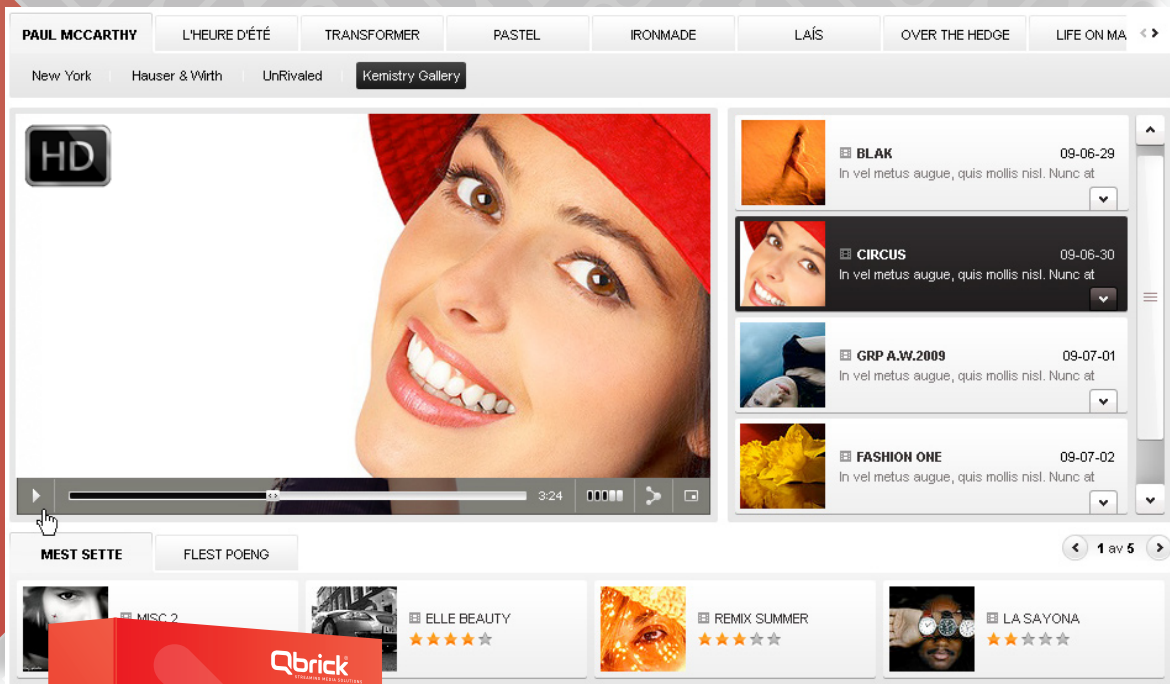 PAUL MCCARTHY L'HEURE D'ÉTÉ TRANSFORMER PASTEL IRONMADE LAÍS OVER THE HEDGE LIFE ON MA
New York Hauser & Wirth UnRivaled Kemistry Gallery
HD
BLAK 09-06-29
In vel metus augue, quis mollis nisl. Nunc at
CIRCUS 09-06-30
In vel metus augue, quis mollis nisl. Nunc at
GRP A.W.2009 09-07-01
In vel metus augue, quis mollis nisl. Nunc at
FASHION ONE 09-07-02
In vel metus augue, quis mollis nisl. Nunc at
3:24
MEST SETTE FLEST POENG 1 av 5
MISC 2 ELLE BEAUTY REMIX SUMMER LA SAYONA
Qbrick
STREAMING MEDIA SOLUTIONS